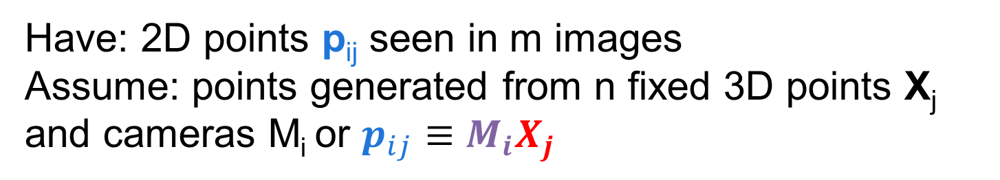 Have: 2D points pᵢⱼ seen in m images
Assume: points generated from n fixed 3D points Xⱼ
and cameras Mᵢ or 𝒑ᵢⱼ ≡ 𝑴ᵢ𝑿ⱼ